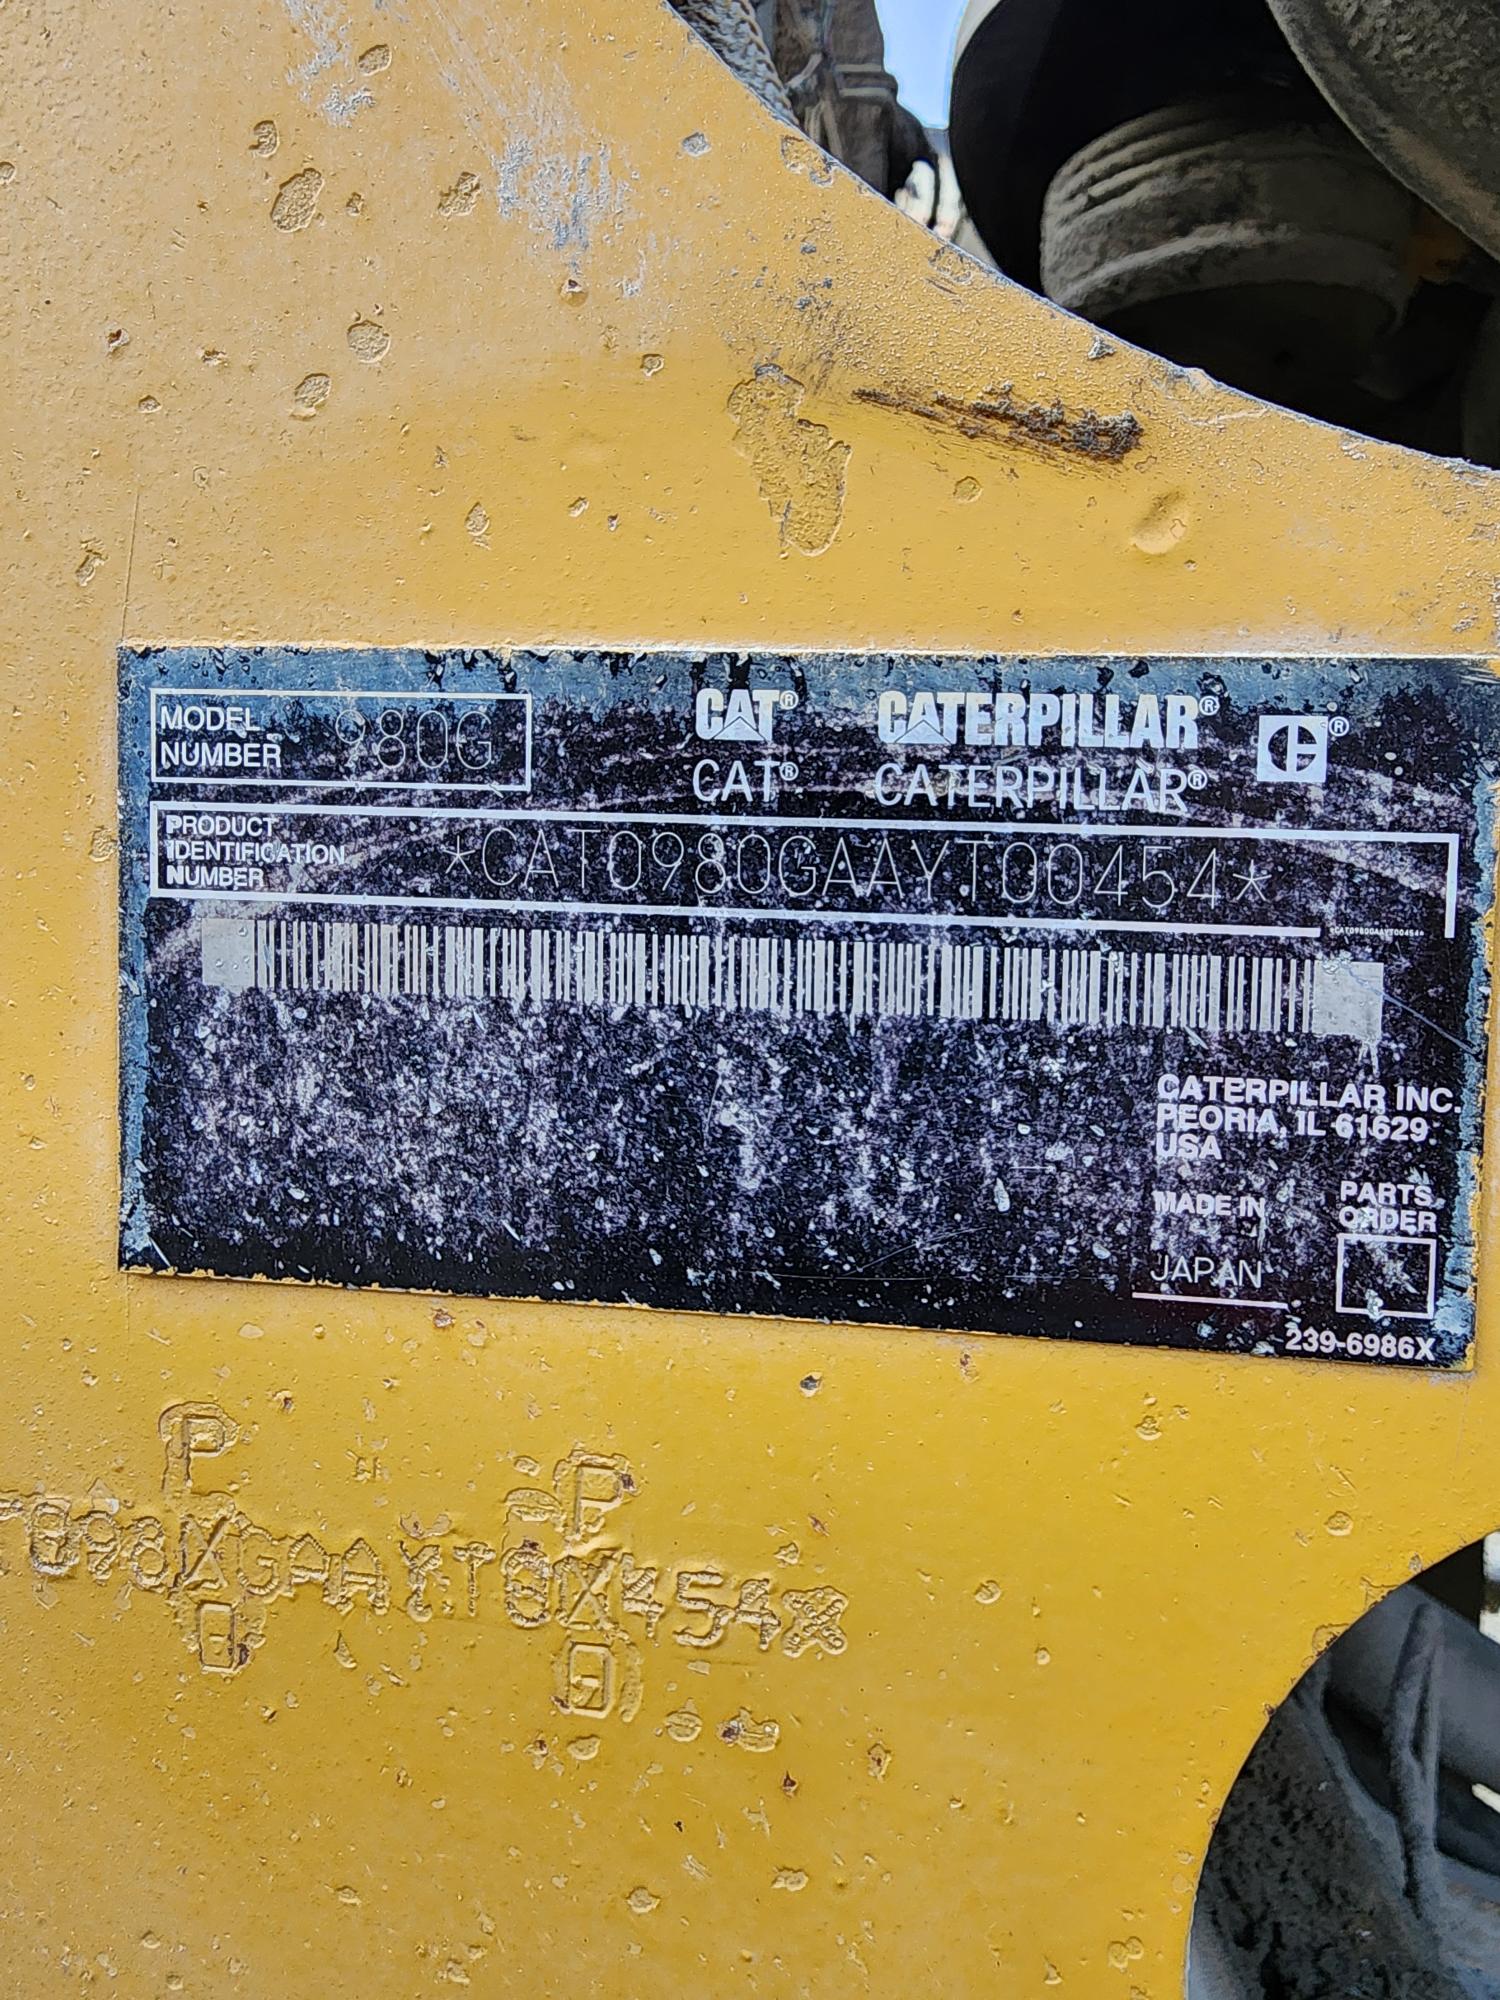 MODEL NUMBER 980G
CAT® CATERPILLAR® ®
CAT® CATERPILLAR®
PRODUCT IDENTIFICATION NUMBER *CAT0980GAAYT00454*
*CAT0980GAAYT00454*
CATERPILLAR INC.
PEORIA, IL 61629
USA
MADE IN
JAPAN
PARTS ORDER
239-6986X
P P